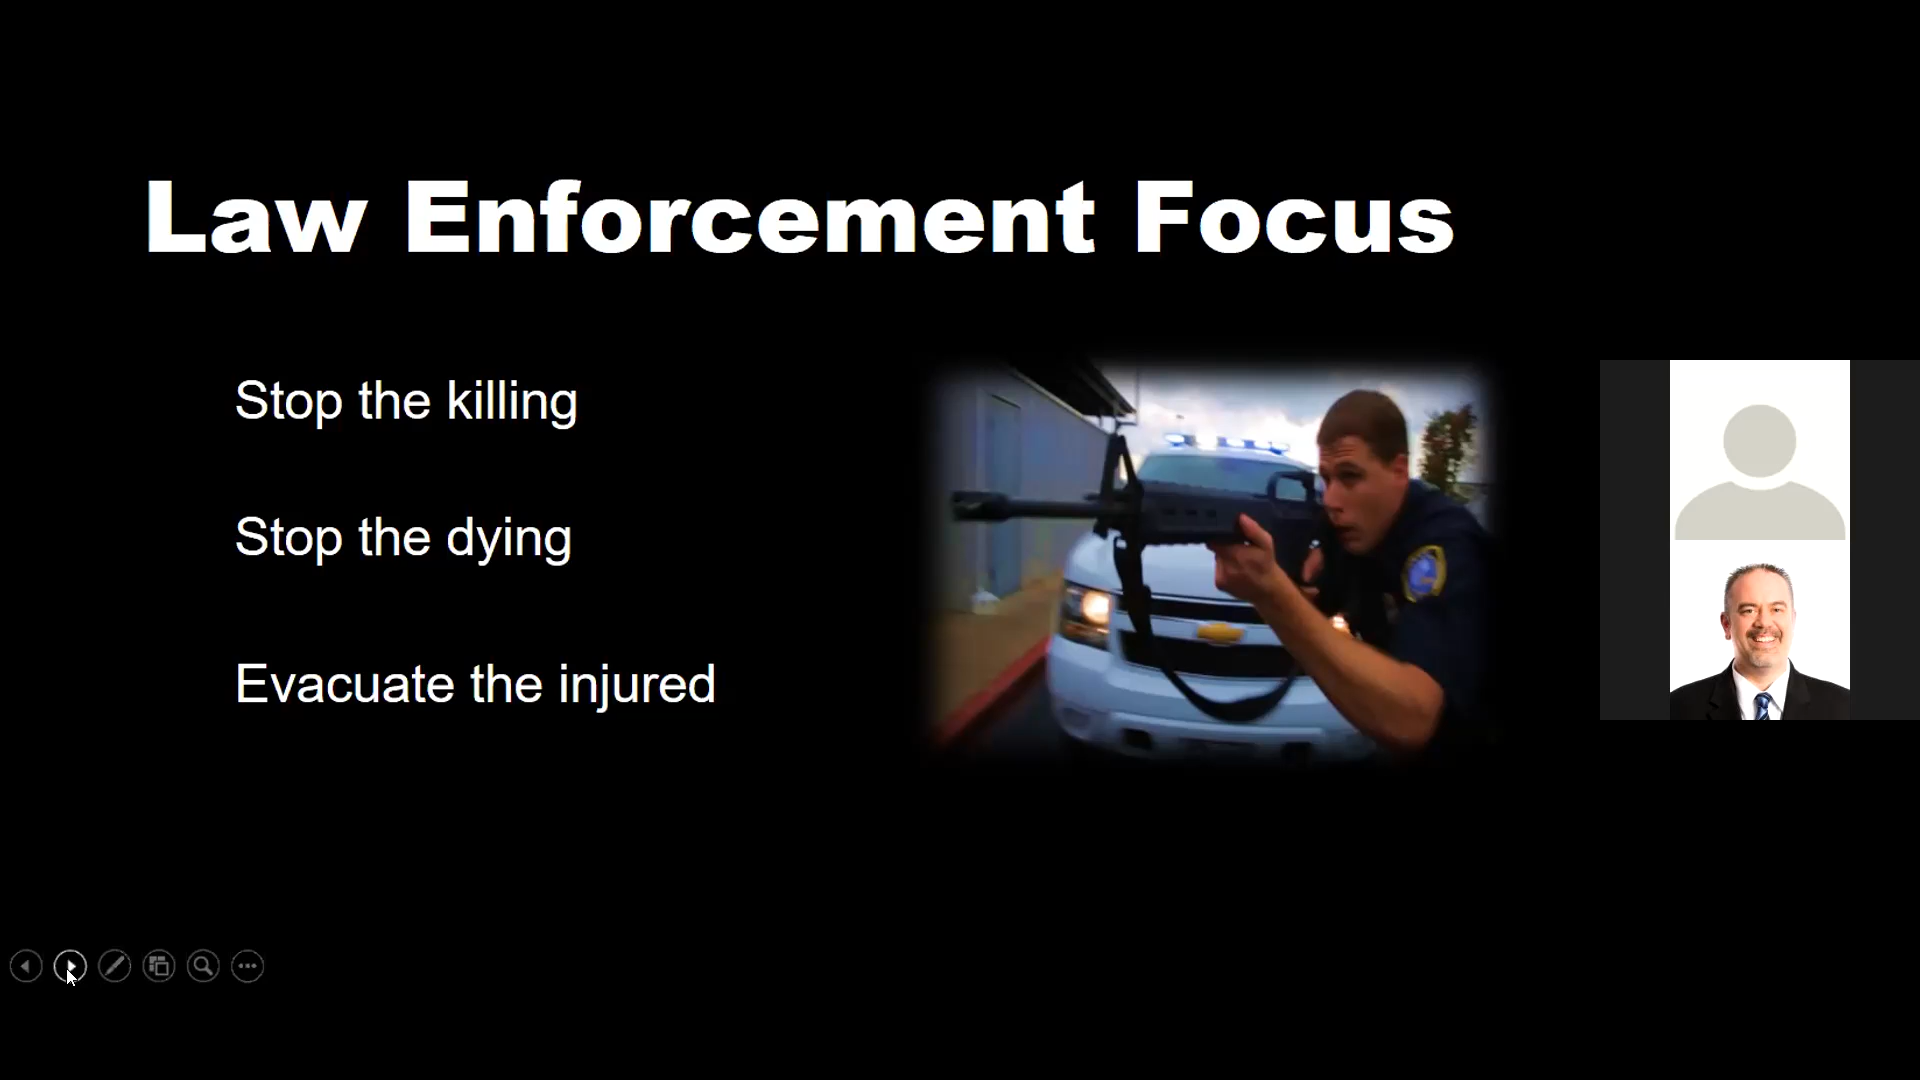 Law Enforcement Focus
Stop the killing
Stop the dying
Evacuate the injured